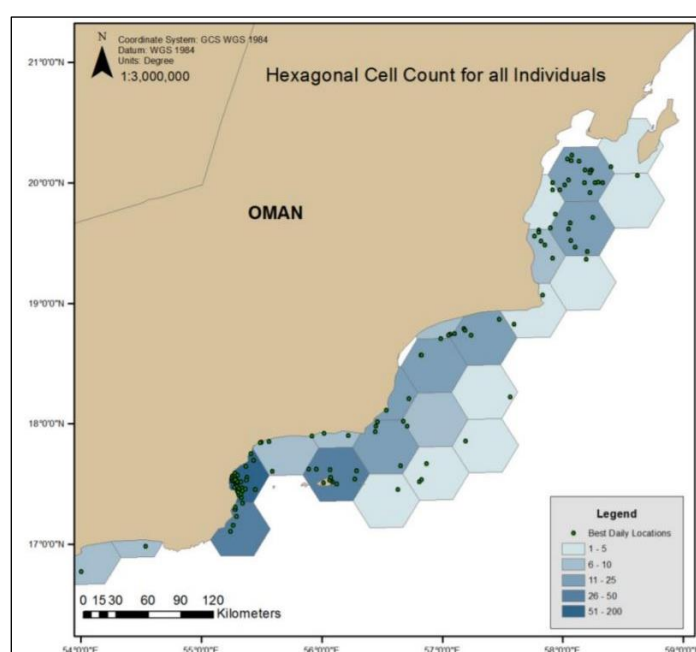 N
Coordinate System: GCS WGS 1984
Datum: WGS 1984
Units: Degree
1:3,000,000
Hexagonal Cell Count for all Individuals
21°0'0"N
20°0'0"N
OMAN
19°0'0"N
18°0'0"N
17°0'0"N
Legend
Best Daily Locations
1 - 5
6 - 10
11 - 25
26 - 50
51 - 200
0 15 30 60 90 120
Kilometers
54°0'0"E 55°0'0"E 56°0'0"E 57°0'0"E 58°0'0"E 59°0'0"E